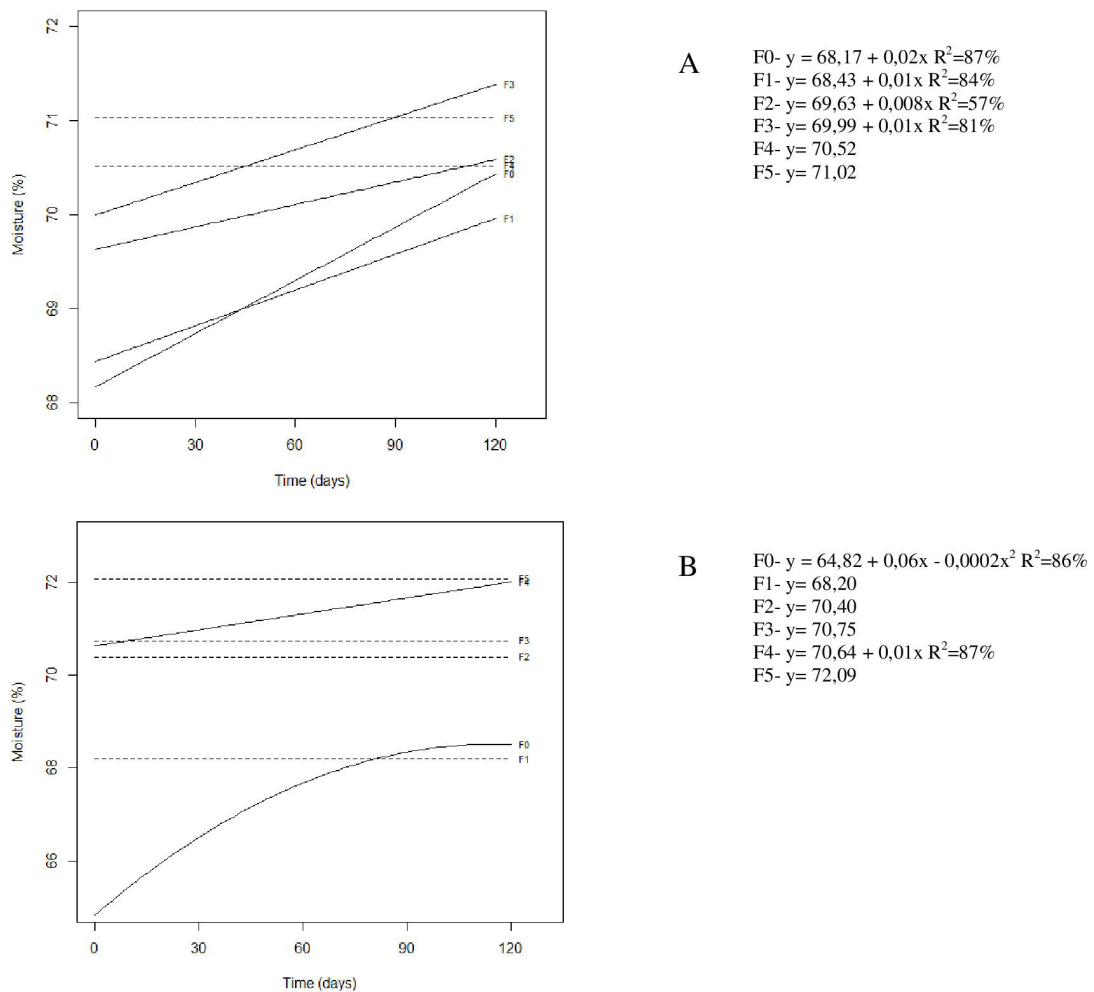 72
71
70
69
68
Moisture (%)
F3
F5
F2
F4
F0
F1
0 30 60 90 120
Time (days)
A
F0- y = 68,17 + 0,02x R²=87%
F1- y= 68,43 + 0,01x R²=84%
F2- y= 69,63 + 0,008x R²=57%
F3- y= 69,99 + 0,01x R²=81%
F4- y= 70,52
F5- y= 71,02
72
70
68
66
Moisture (%)
F5
F4
F3
F2
F0
F1
0 30 60 90 120
Time (days)
B
F0- y = 64,82 + 0,06x - 0,0002x² R²=86%
F1- y= 68,20
F2- y= 70,40
F3- y= 70,75
F4- y= 70,64 + 0,01x R²=87%
F5- y= 72,09